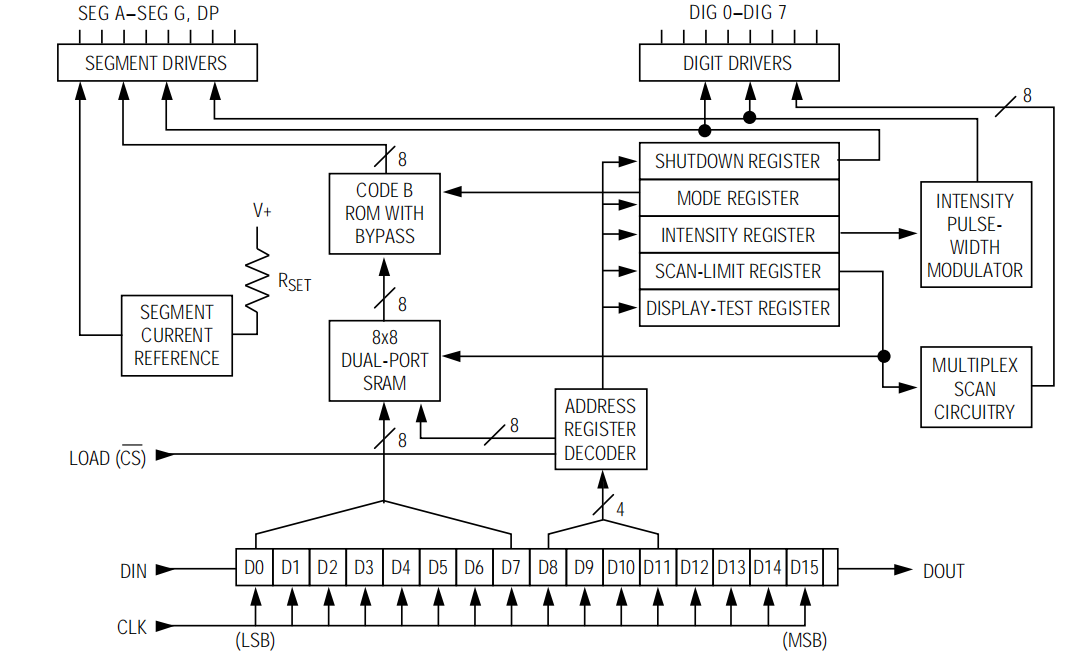 SEG A–SEG G, DP
DIG 0–DIG 7
SEGMENT DRIVERS
DIGIT DRIVERS
8
8
CODE B
ROM WITH
BYPASS
SHUTDOWN REGISTER
MODE REGISTER
INTENSITY REGISTER
SCAN-LIMIT REGISTER
DISPLAY-TEST REGISTER
INTENSITY
PULSE-
WIDTH
MODULATOR
V+
RSET
SEGMENT
CURRENT
REFERENCE
8
8x8
DUAL-PORT
SRAM
MULTIPLEX
SCAN
CIRCUITRY
ADDRESS
REGISTER
DECODER
8
8
LOAD (C̅S̅)
4
DIN
D0 D1 D2 D3 D4 D5 D6 D7 D8 D9 D10 D11 D12 D13 D14 D15
DOUT
CLK
(LSB)
(MSB)